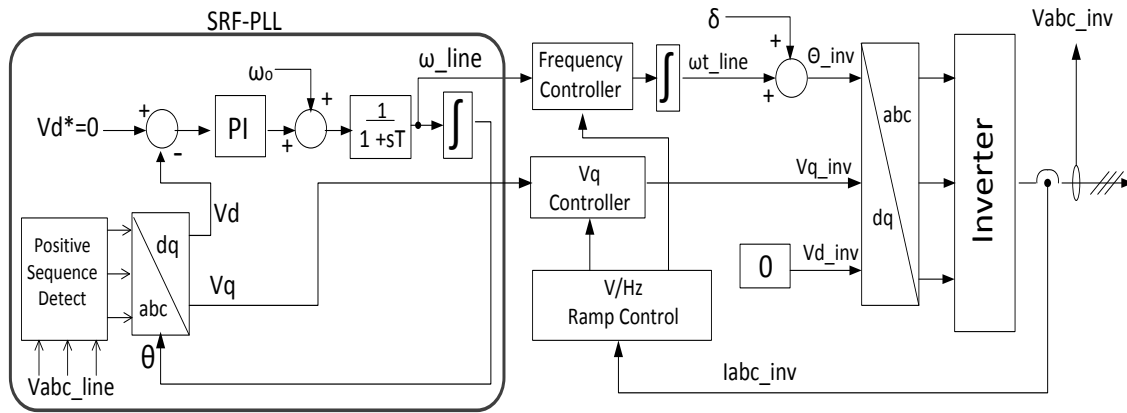 SRF-PLL
Vabc_inv
δ
ω_line
ωₒ
+
Frequency
Controller
∫
ωt_line
+
+
Θ_inv
Vd*=0
+
-
PI
+
+
1
1 +sT
∫
abc
dq
Inverter
Vq
Controller
Vq_inv
Vd
Positive
Sequence
Detect
dq
abc
Vq
0
Vd_inv
V/Hz
Ramp Control
θ
Vabc_line
Iabc_inv